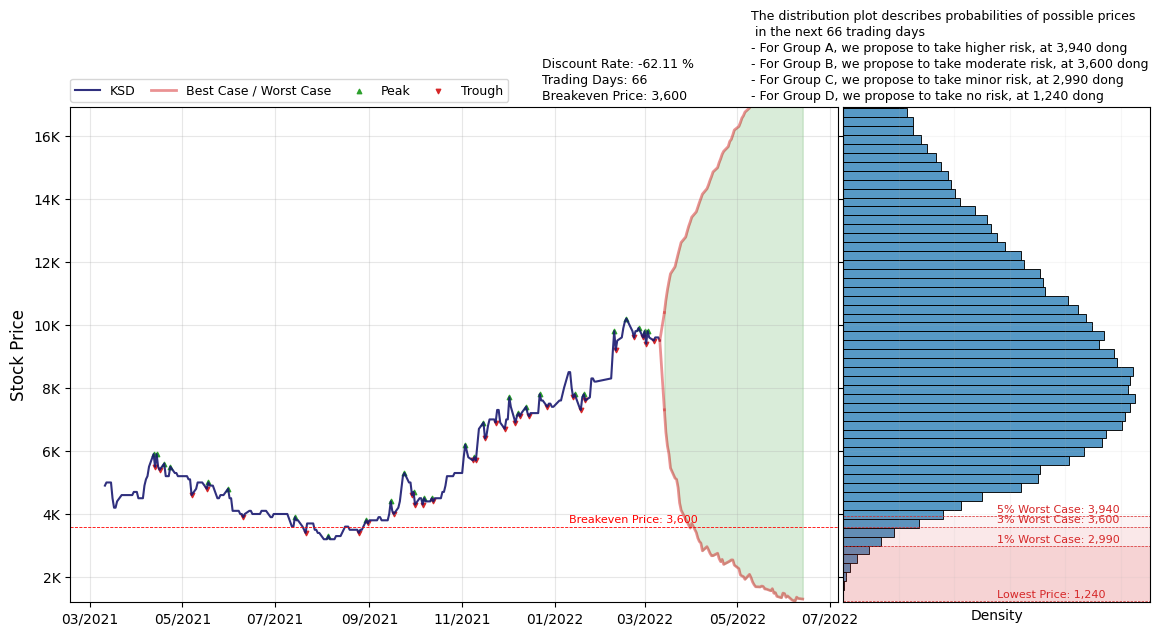 The distribution plot describes probabilities of possible prices
in the next 66 trading days
- For Group A, we propose to take higher risk, at 3,940 dong
- For Group B, we propose to take moderate risk, at 3,600 dong
- For Group C, we propose to take minor risk, at 2,990 dong
- For Group D, we propose to take no risk, at 1,240 dong
Discount Rate: -62.11 %
Trading Days: 66
Breakeven Price: 3,600
KSD
Best Case / Worst Case
Peak
Trough
Stock Price
16K
14K
12K
10K
8K
6K
4K
2K
Breakeven Price: 3,600
5% Worst Case: 3,940
3% Worst Case: 3,600
1% Worst Case: 2,990
Lowest Price: 1,240
03/2021
05/2021
07/2021
09/2021
11/2021
01/2022
03/2022
05/2022
07/2022
Density